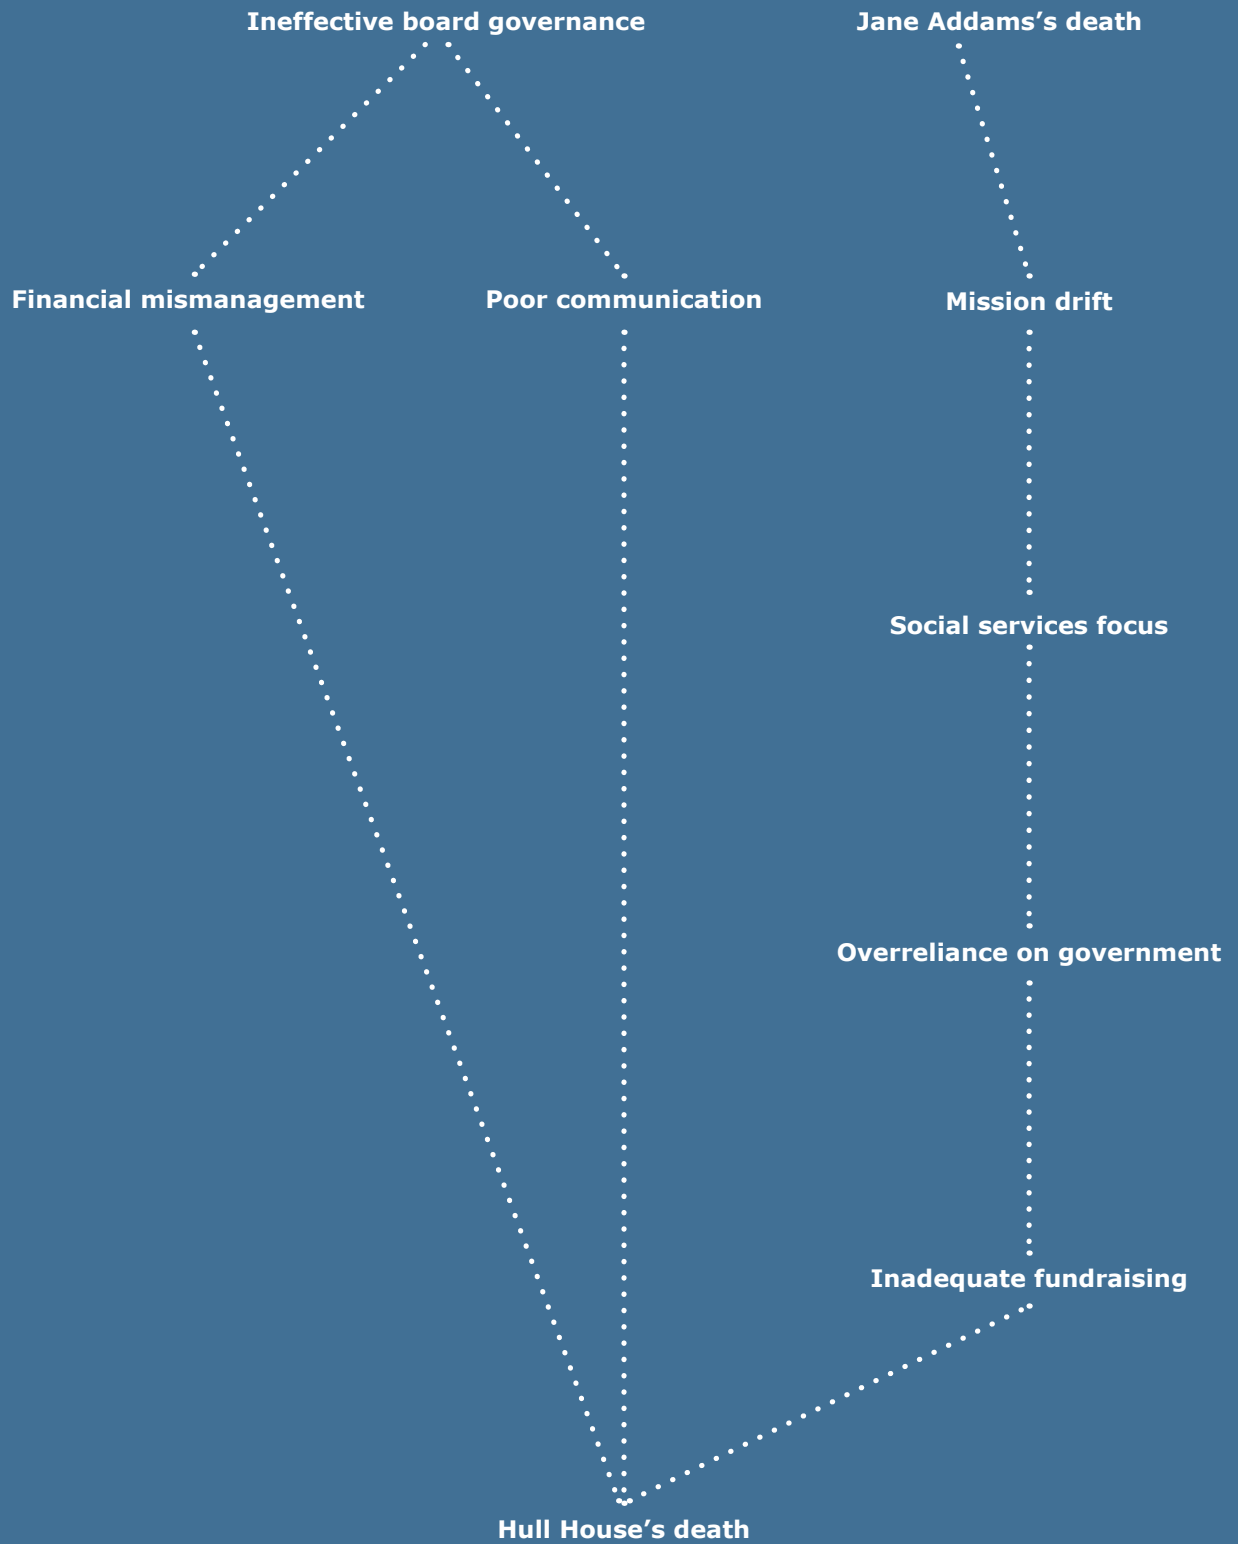 Ineffective board governance
Jane Addams’s death
Financial mismanagement
Poor communication
Mission drift
Social services focus
Overreliance on government
Inadequate fundraising
Hull House’s death